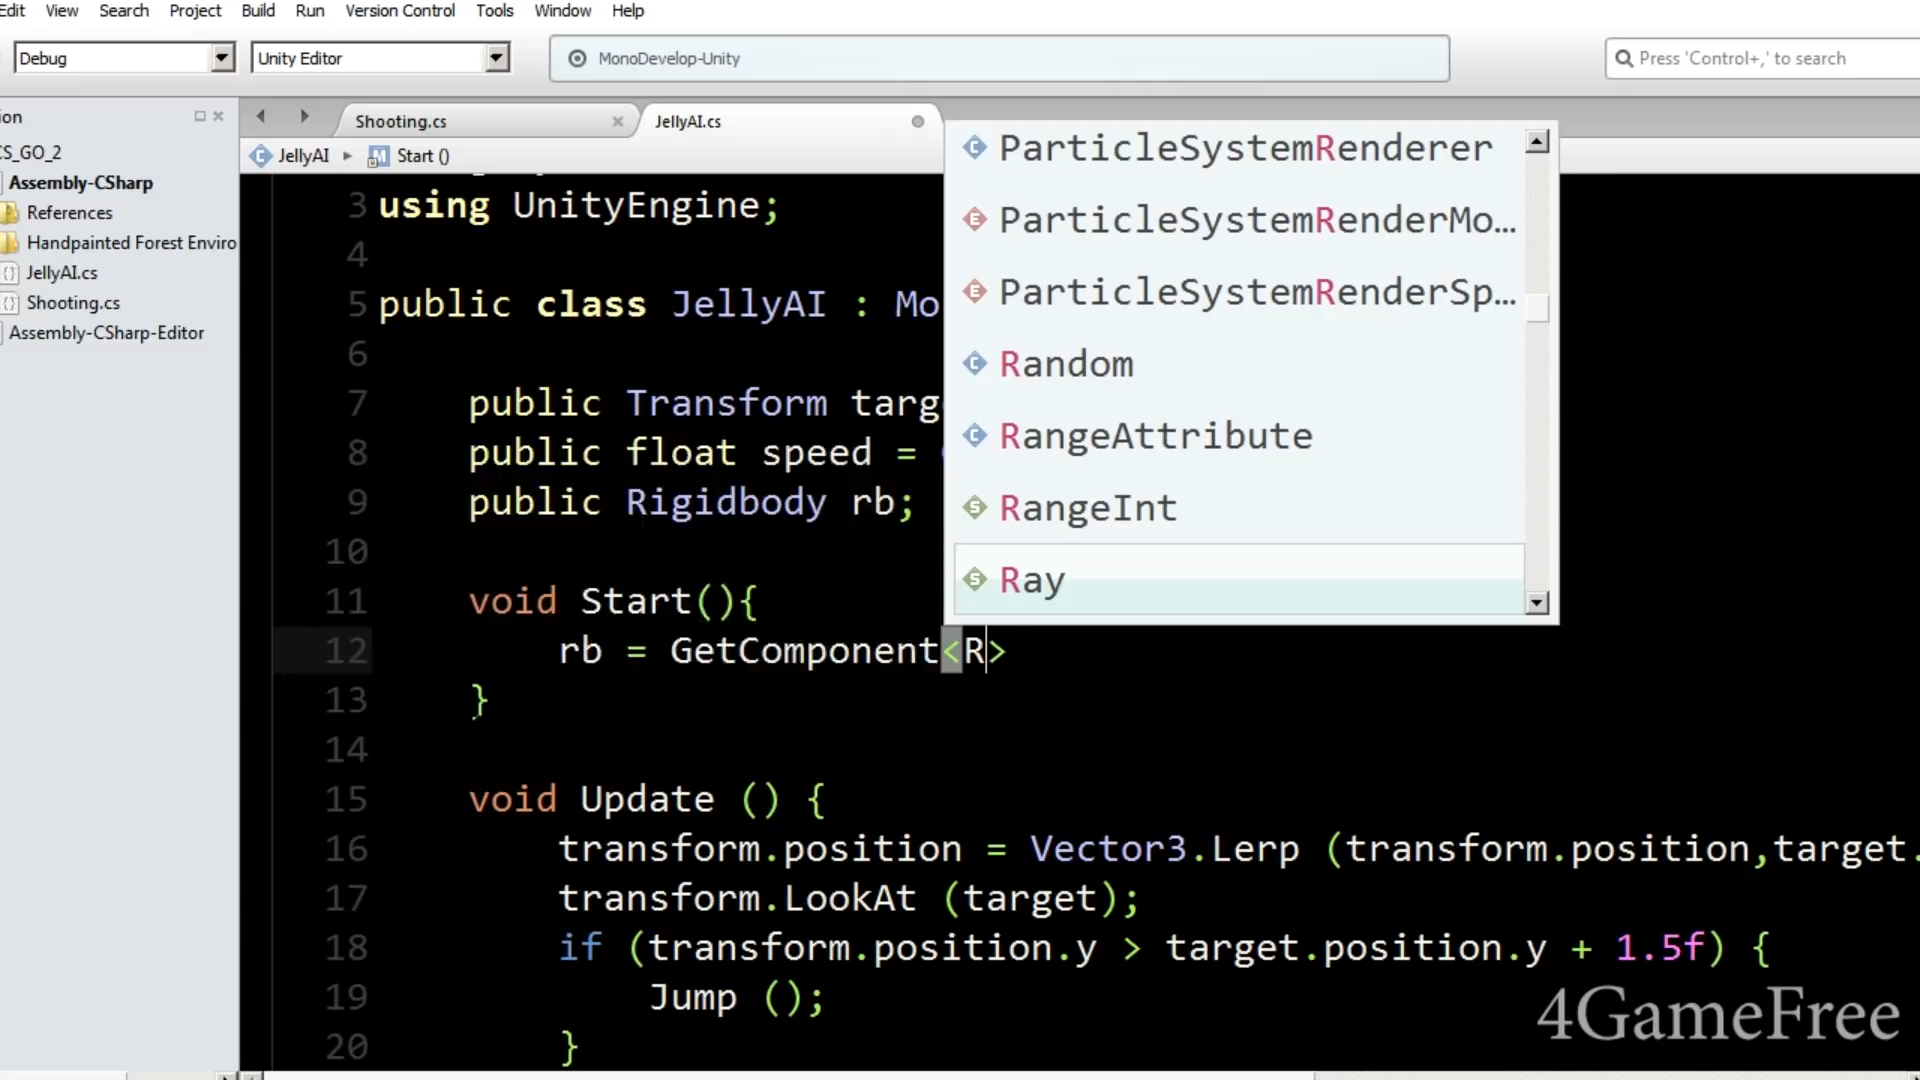 Edit View Search Project Build Run Version Control Tools Window Help
Debug Unity Editor MonoDevelop-Unity Press 'Control+,' to search
Shooting.cs JellyAI.cs
JellyAI Start ()
CS_GO_2
Assembly-CSharp
References
Handpainted Forest Enviro
JellyAI.cs
Shooting.cs
Assembly-CSharp-Editor
3 using UnityEngine;
4
5 public class JellyAI : Mo
6
7 public Transform targ
8 public float speed =
9 public Rigidbody rb;
10
11 void Start(){
12 rb = GetComponent<R>
13 }
14
15 void Update () {
16 transform.position = Vector3.Lerp (transform.position,target.
17 transform.LookAt (target);
18 if (transform.position.y > target.position.y + 1.5f) {
19 Jump ();
20 }
ParticleSystemRenderer
ParticleSystemRenderMo...
ParticleSystemRenderSp...
Random
RangeAttribute
RangeInt
Ray
4GameFree